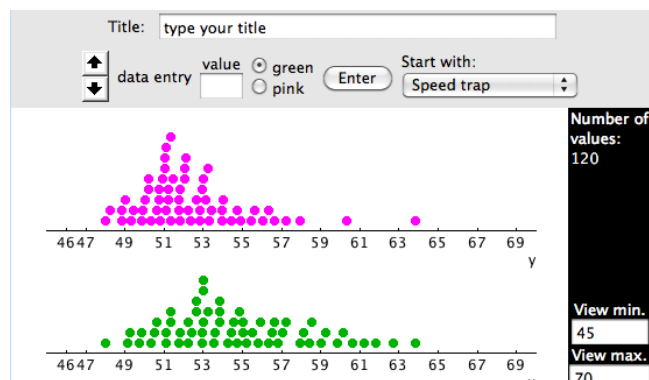 Title: type your title
data entry value green pink Enter Start with: Speed trap
Number of values:
120
4647 49 51 53 55 57 59 61 63 65 67 69
y
View min.
45
View max.
4647 49 51 53 55 57 59 61 63 65 67 69
70